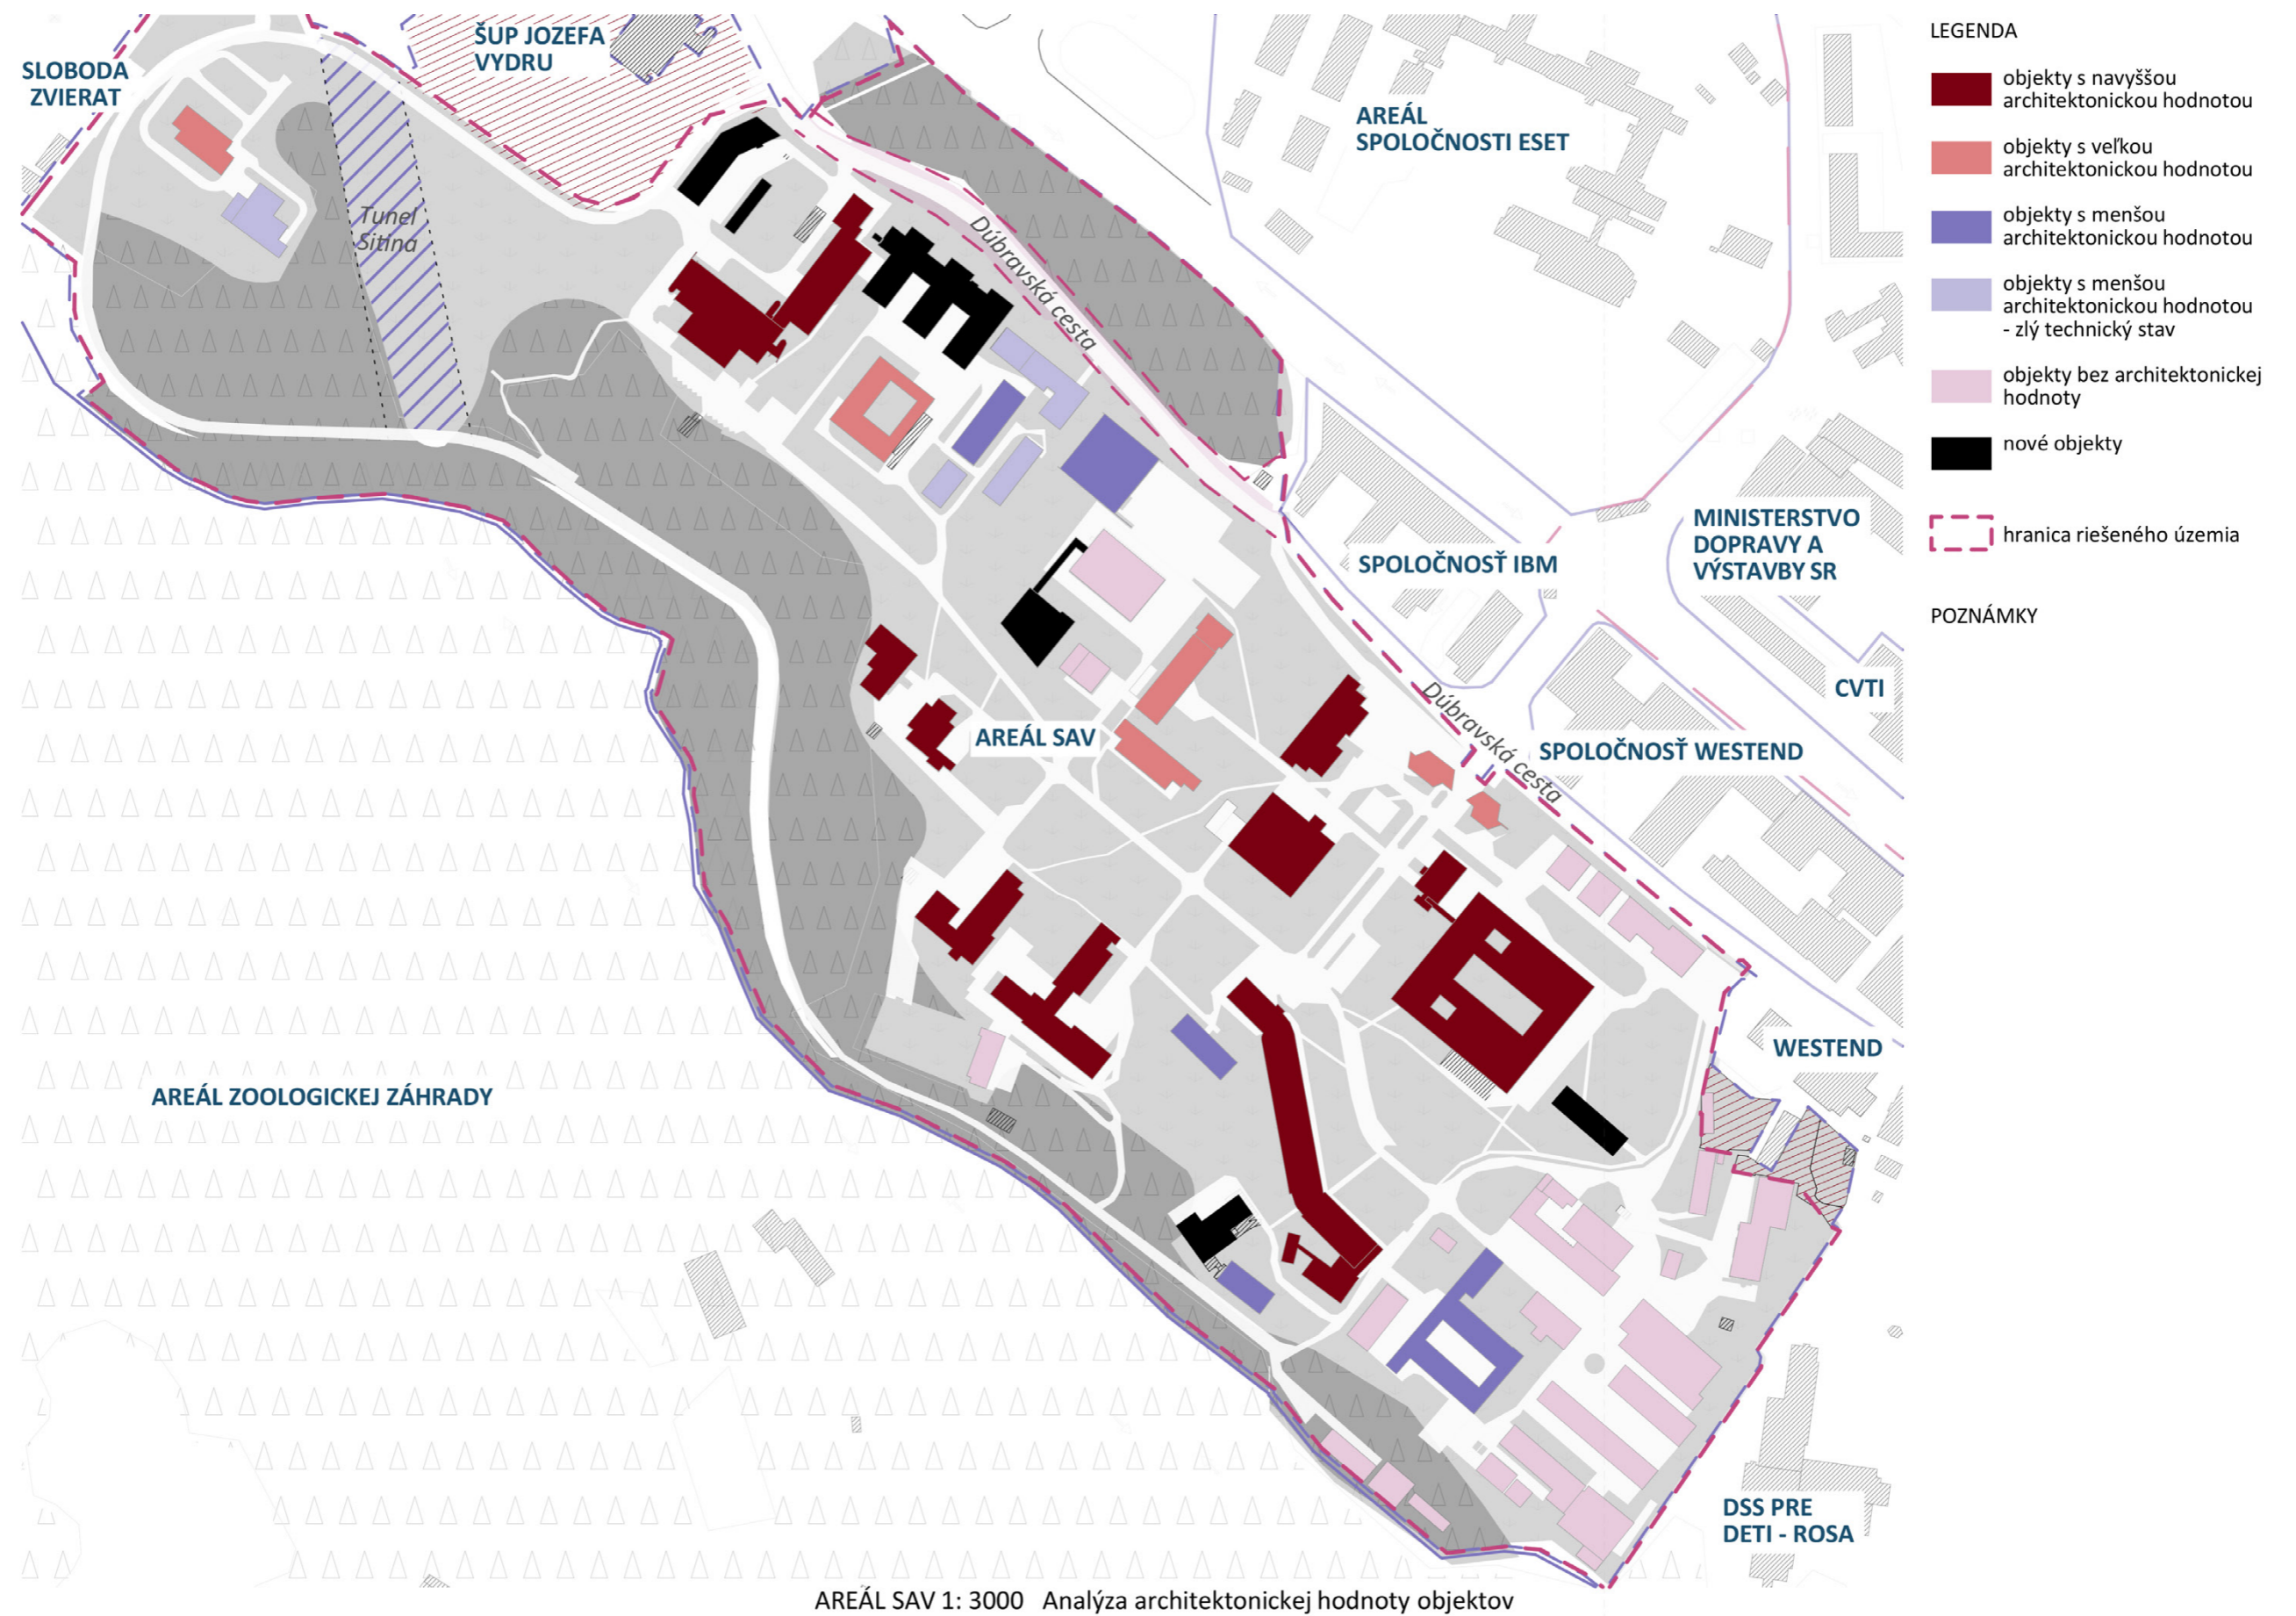 ŠUP JOZEFA
VYDRU
SLOBODA
ZVIERAT
Tunel
Sitina
Dúbravská cesta
AREÁL
SPOLOČNOSTI ESET
SPOLOČNOSŤ IBM
MINISTERSTVO
DOPRAVY A
VÝSTAVBY SR
CVTI
Dúbravská cesta
SPOLOČNOSŤ WESTEND
AREÁL SAV
WESTEND
AREÁL ZOOLOGICKEJ ZÁHRADY
DSS PRE
DETI - ROSA
LEGENDA
objekty s navyššou
architektonickou hodnotou
objekty s veľkou
architektonickou hodnotou
objekty s menšou
architektonickou hodnotou
objekty s menšou
architektonickou hodnotou
- zlý technický stav
objekty bez architektonickej
hodnoty
nové objekty
hranica riešeného územia
POZNÁMKY
AREÁL SAV 1: 3000 Analýza architektonickej hodnoty objektov